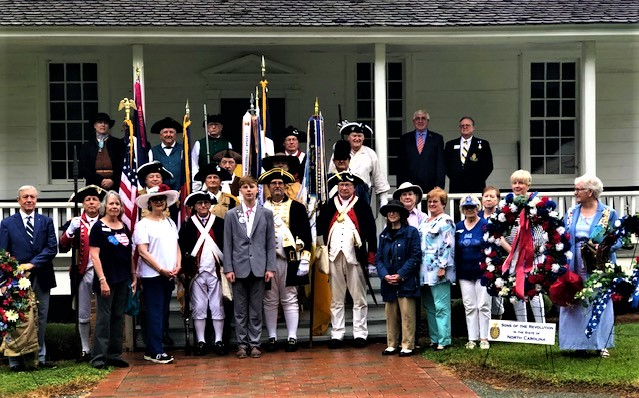 SONS OF THE REVOLUTION
IN THE STATE OF
NORTH CAROLINA